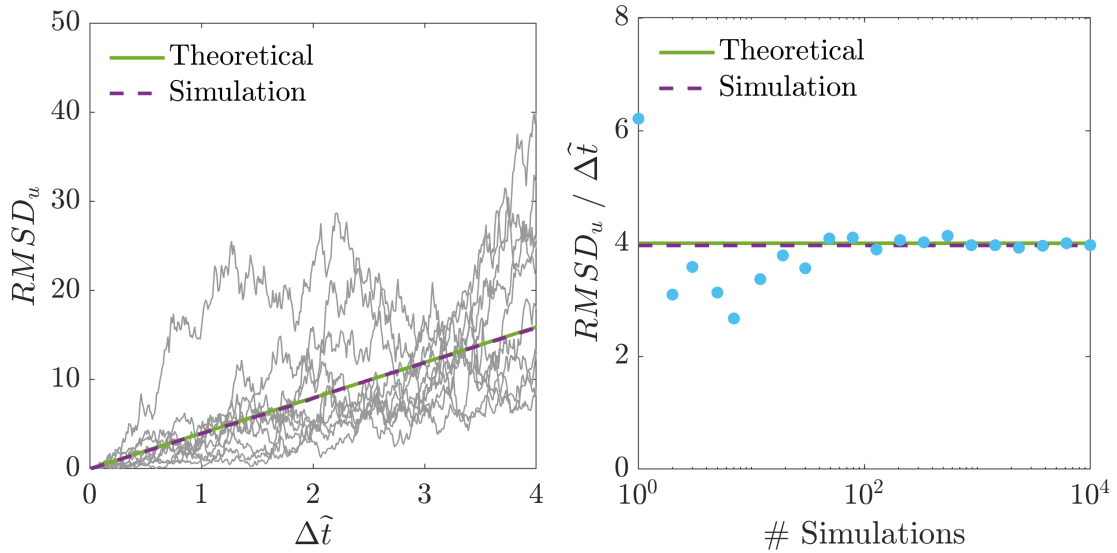 50
40
30
20
10
0
RMSD_u
Theoretical
Simulation
0 1 2 3 4
Δt̂
8
6
4
2
0
RMSD_u / Δt̂
Theoretical
Simulation
10^0 10^2 10^4
# Simulations